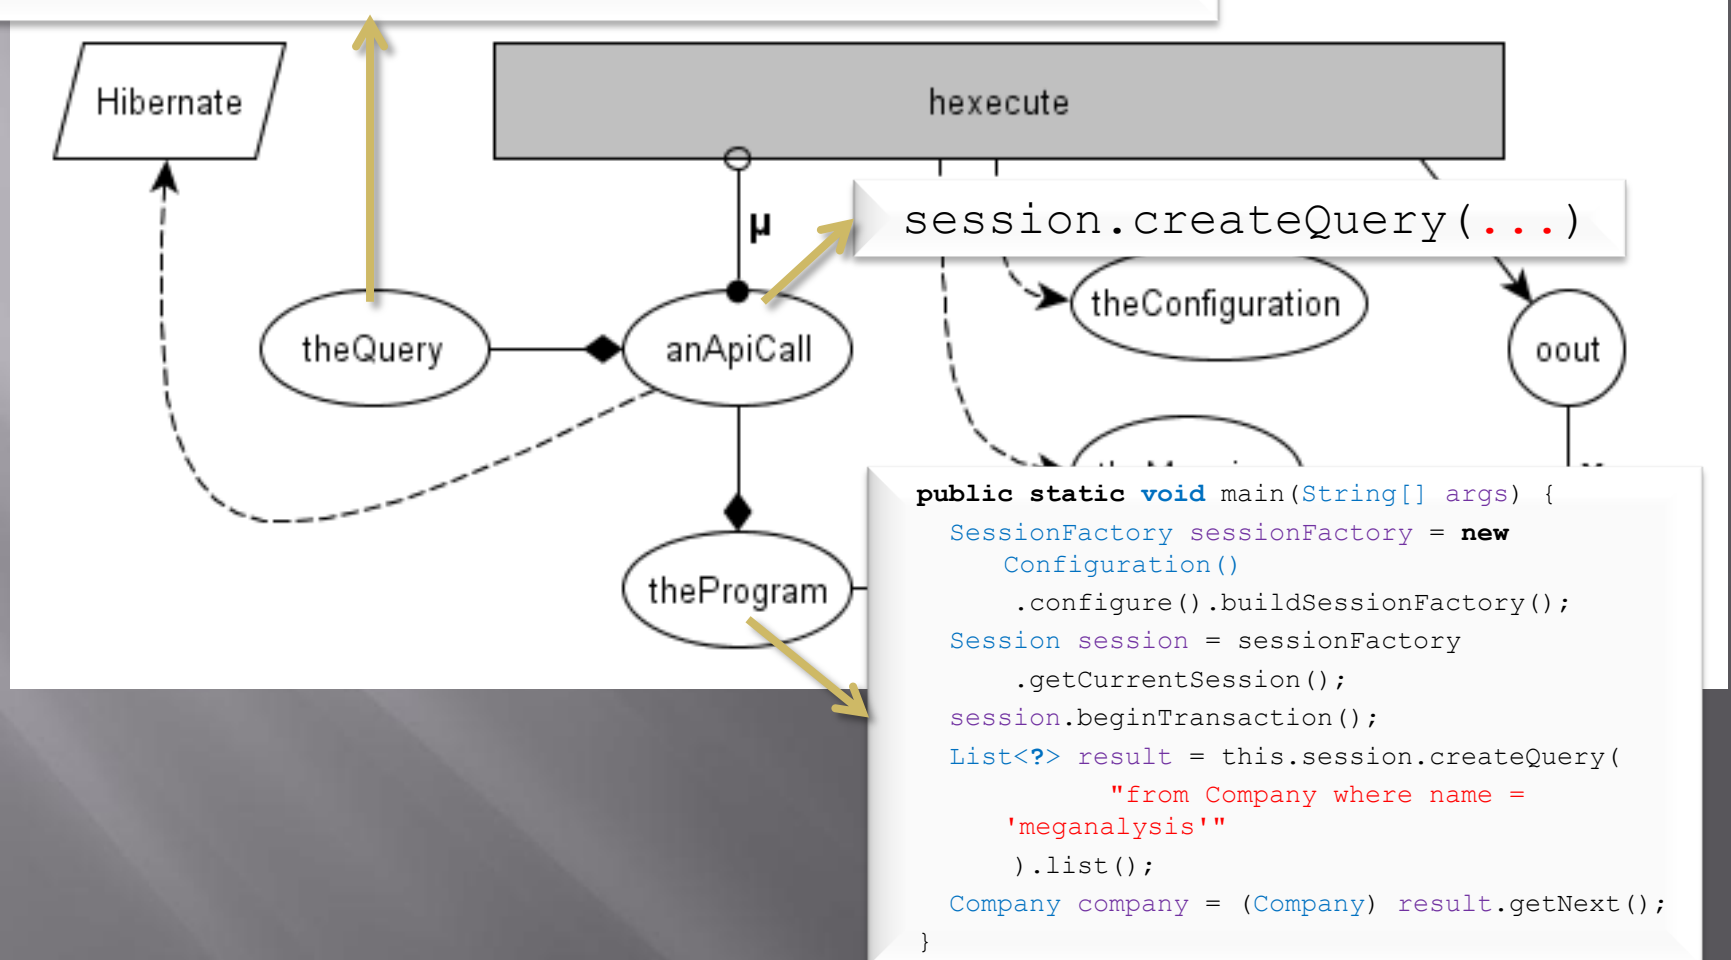 Hibernate
hexecute
μ
session.createQuery(...)
theQuery
anApiCall
theConfiguration
oout
theProgram
public static void main(String[] args) {
SessionFactory sessionFactory = new
Configuration()
.configure().buildSessionFactory();
Session session = sessionFactory
.getCurrentSession();
session.beginTransaction();
List<?> result = this.session.createQuery(
"from Company where name =
'meganalysis'"
).list();
Company company = (Company) result.getNext();
}